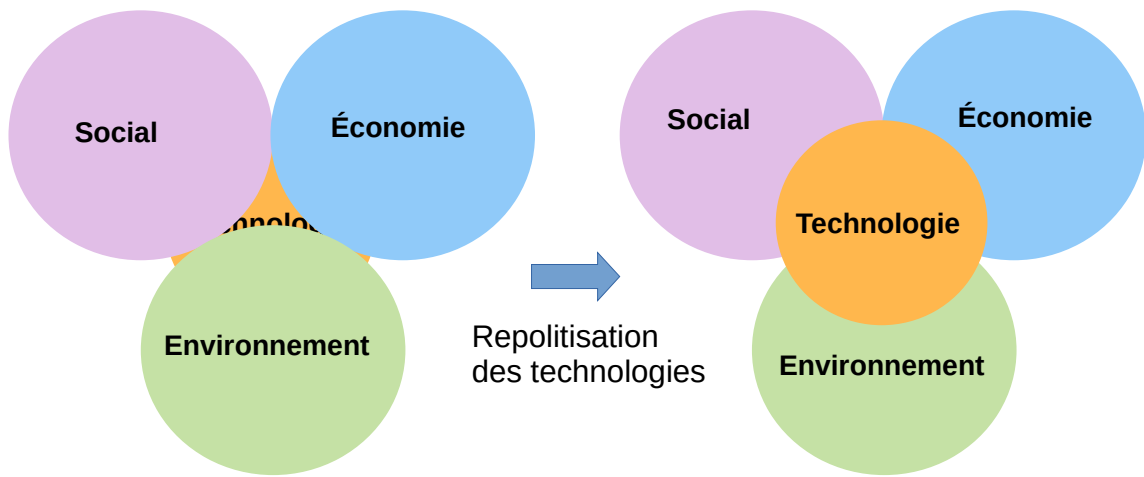 Social
Économie
Environnement
Repolitisation
des technologies
Social
Économie
Technologie
Environnement